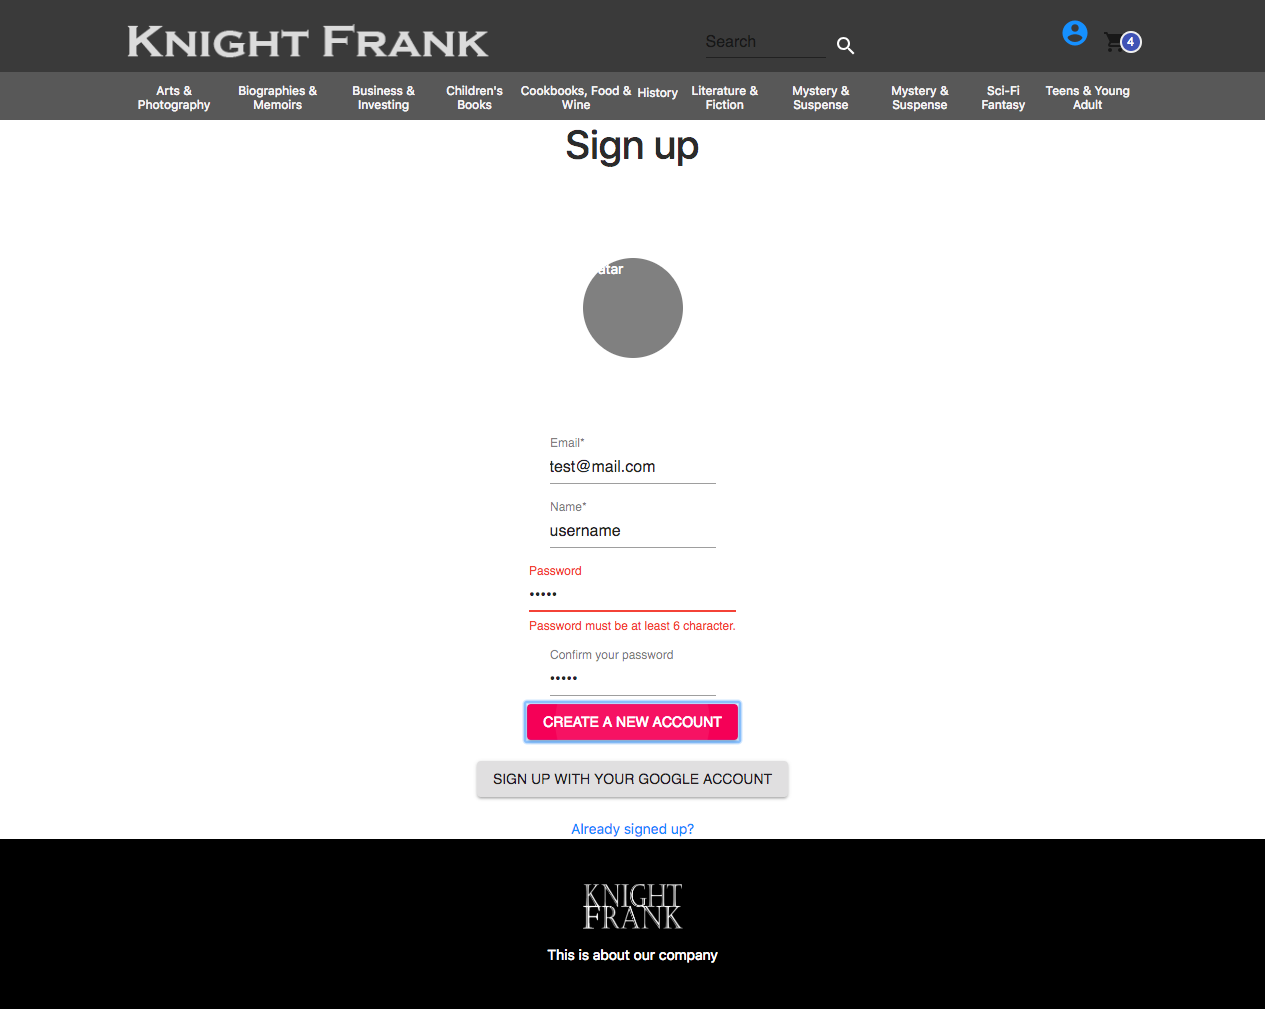 KNIGHT FRANK
Search
4
Arts &
Photography
Biographies &
Memoirs
Business &
Investing
Children's
Books
Cookbooks, Food &
Wine
History
Literature &
Fiction
Mystery &
Suspense
Mystery &
Suspense
Sci-Fi
Fantasy
Teens & Young
Adult
Sign up
atar
Email*
test@mail.com
Name*
username
Password
•••••
Password must be at least 6 character.
Confirm your password
•••••
CREATE A NEW ACCOUNT
SIGN UP WITH YOUR GOOGLE ACCOUNT
Already signed up?
KNIGHT
FRANK
This is about our company